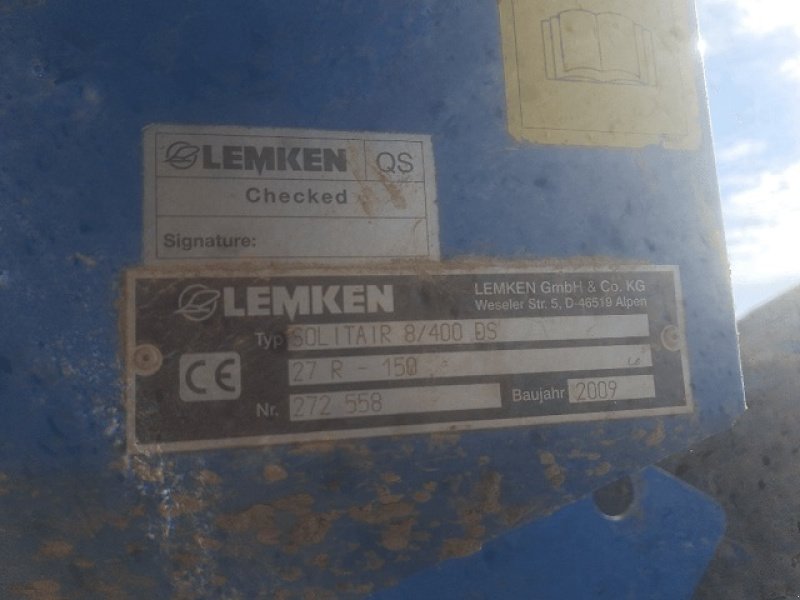 LEMKEN QS
Checked
Signature:
LEMKEN
LEMKEN GmbH & Co. KG
Weseler Str. 5, D-46519 Alpen
Typ SOLITAIR 8/400 DS
27 R - 150
CE
Nr. 272 558 Baujahr 2009